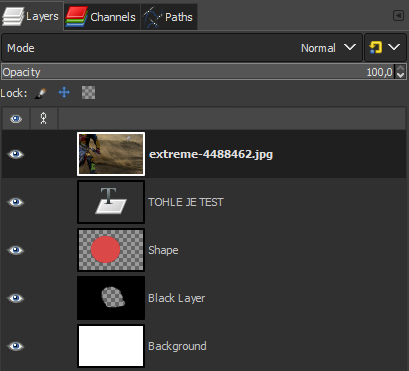 Layers Channels Paths
Mode Normal
Opacity 100,0
Lock:
extreme-4488462.jpg
TOHLE JE TEST
Shape
Black Layer
Background